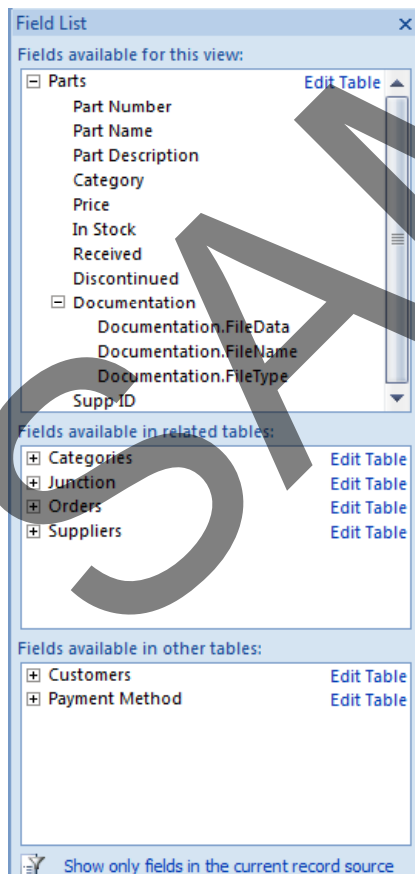 Field List
Fields available for this view:
Parts Edit Table
Part Number
Part Name
Part Description
Category
Price
In Stock
Received
Discontinued
Documentation
Documentation.FileData
Documentation.FileName
Documentation.FileType
Supp ID
Fields available in related tables:
Categories Edit Table
Junction Edit Table
Orders Edit Table
Suppliers Edit Table
Fields available in other tables:
Customers Edit Table
Payment Method Edit Table
Show only fields in the current record source